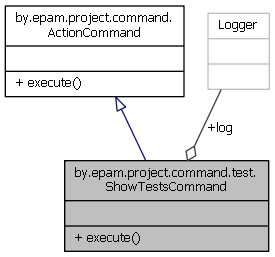 by.epam.project.command.
ActionCommand
+ execute()
Logger
+log
by.epam.project.command.test.
ShowTestsCommand
+ execute()